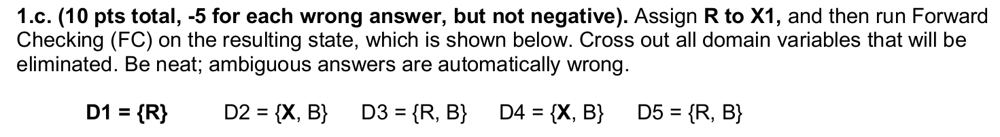 1.c. (10 pts total, -5 for each wrong answer, but not negative). Assign R to X1, and then run Forward
Checking (FC) on the resulting state, which is shown below. Cross out all domain variables that will be
eliminated. Be neat; ambiguous answers are automatically wrong.
D1 = {R} D2 = {X, B} D3 = {R, B} D4 = {X, B} D5 = {R, B}